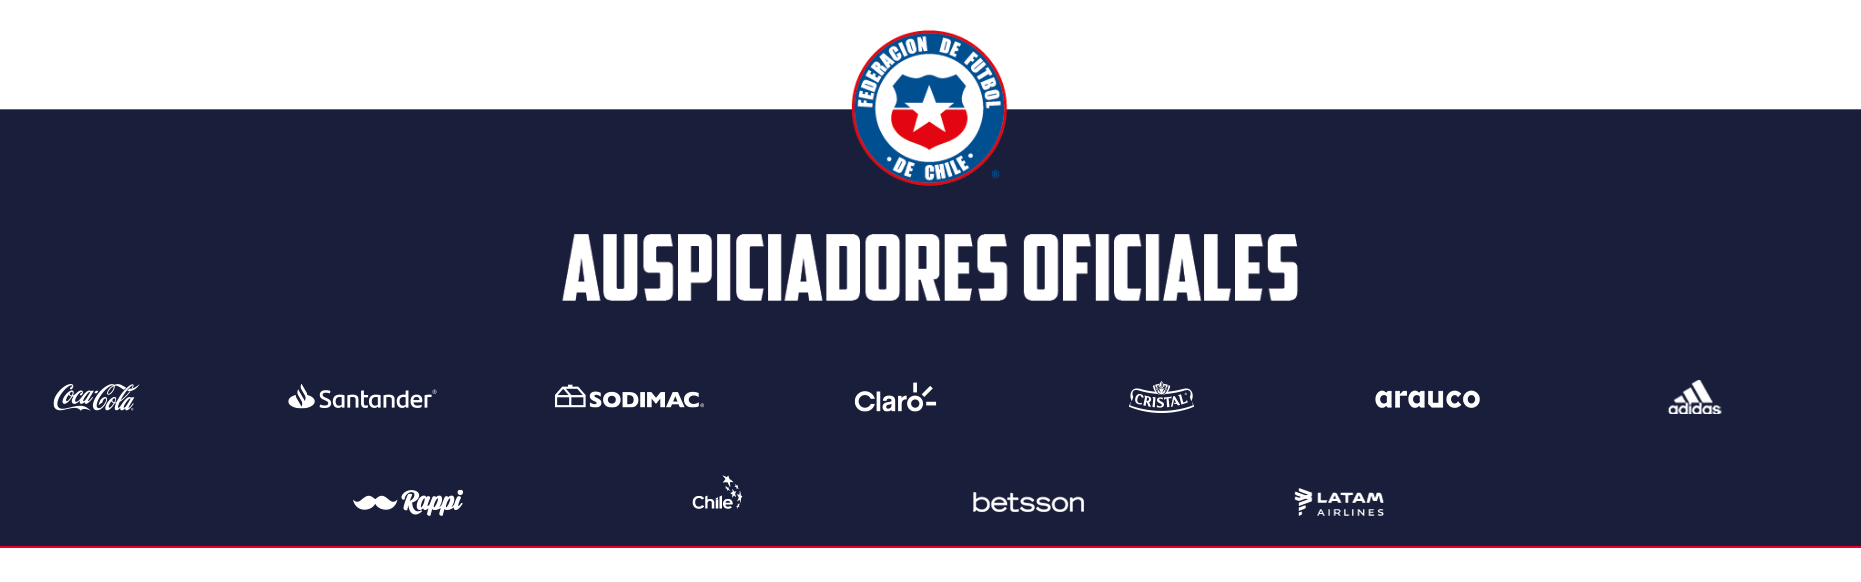 FEDERACION DE FUTBOL
· DE CHILE ·
®
AUSPICIADORES OFICIALES
Coca-Cola
Santander®
SODIMAC®
Claro
CRISTAL
arauco
adidas
Rappi
Chile
betsson
LATAM
AIRLINES